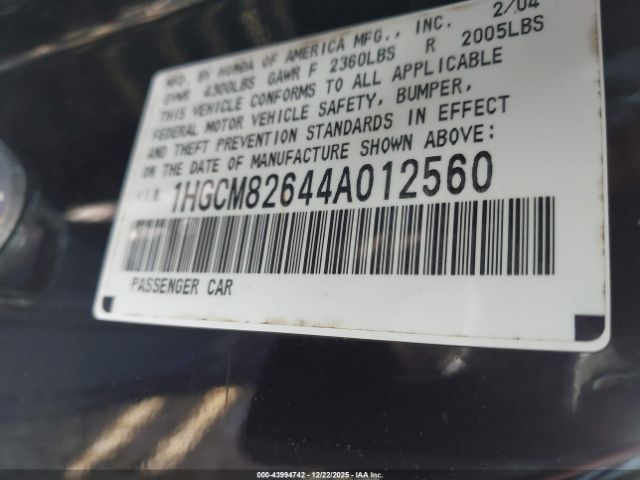 MFD. BY HONDA OF AMERICA MFG., INC. 2/04
GVWR 4300LBS GAWR F 2360LBS R 2005LBS
THIS VEHICLE CONFORMS TO ALL APPLICABLE
FEDERAL MOTOR VEHICLE SAFETY, BUMPER,
AND THEFT PREVENTION STANDARDS IN EFFECT
ON THE DATE OF MANUFACTURE SHOWN ABOVE:
V.I.N. 1HGCM82644A012560
PASSENGER CAR
000-43994742 - 12/22/2025 - IAAI Inc.